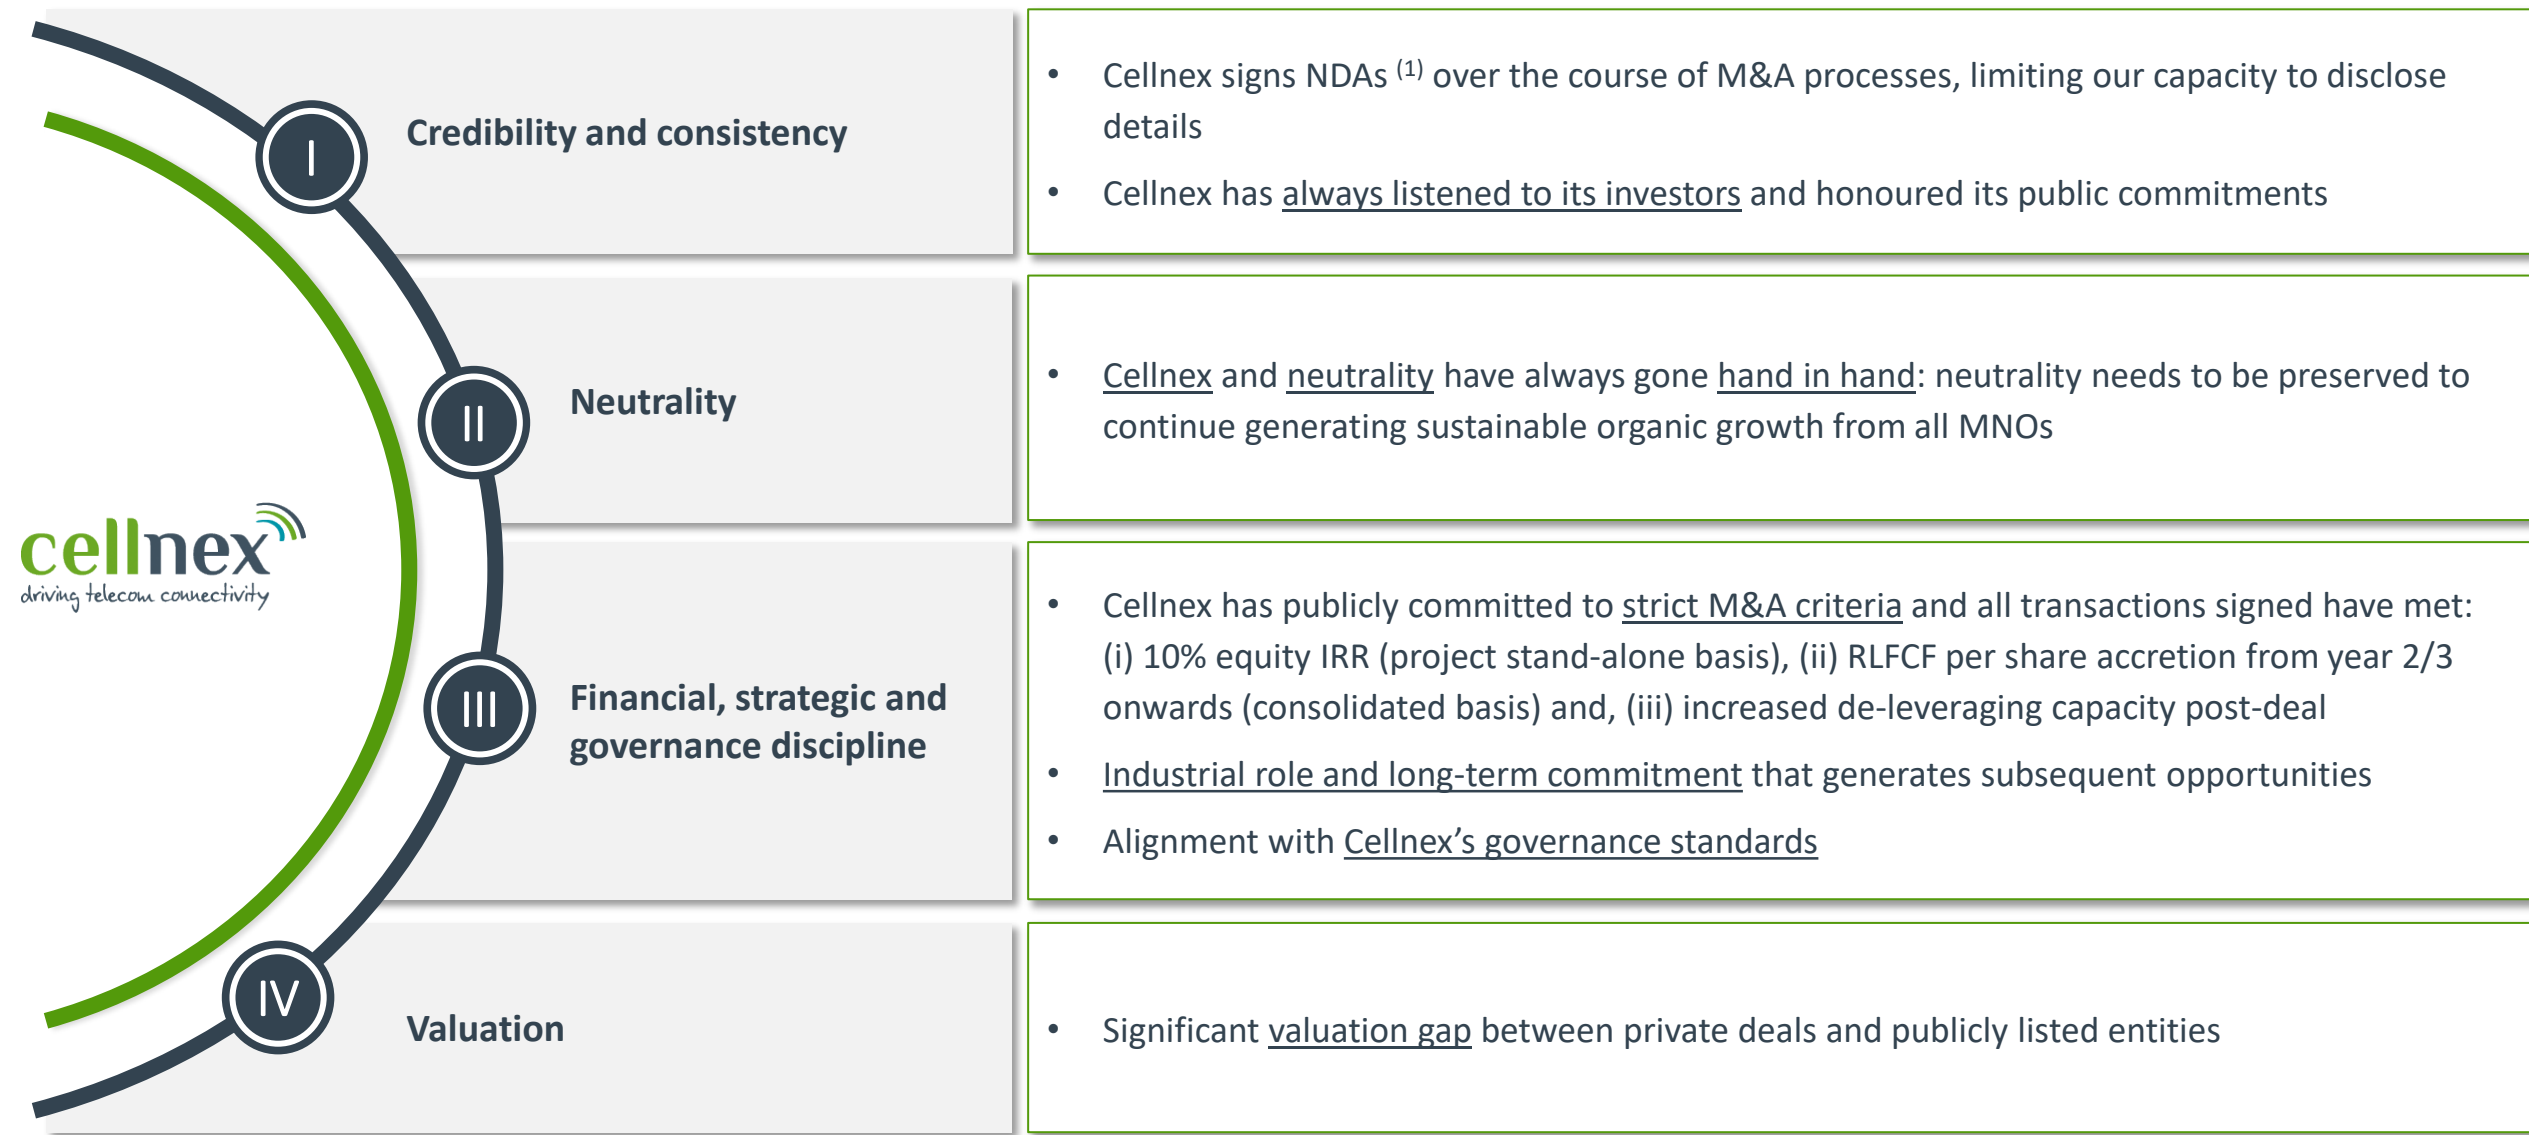 I
Credibility and consistency
• Cellnex signs NDAs (1) over the course of M&A processes, limiting our capacity to disclose
details
• Cellnex has always listened to its investors and honoured its public commitments
II
Neutrality
• Cellnex and neutrality have always gone hand in hand: neutrality needs to be preserved to
continue generating sustainable organic growth from all MNOs
cellnex
driving telecom connectivity
III
Financial, strategic and
governance discipline
• Cellnex has publicly committed to strict M&A criteria and all transactions signed have met:
(i) 10% equity IRR (project stand-alone basis), (ii) RLFCF per share accretion from year 2/3
onwards (consolidated basis) and, (iii) increased de-leveraging capacity post-deal
• Industrial role and long-term commitment that generates subsequent opportunities
• Alignment with Cellnex’s governance standards
IV
Valuation
• Significant valuation gap between private deals and publicly listed entities